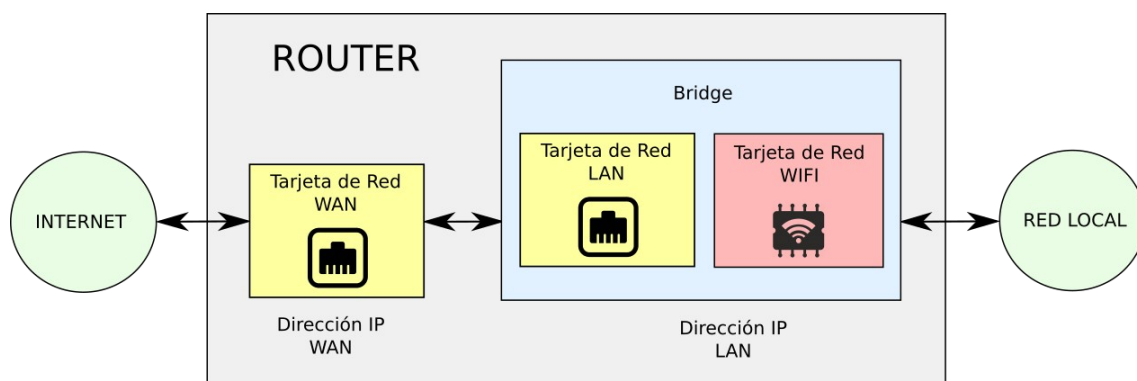 ROUTER
Bridge
Tarjeta de Red
LAN
Tarjeta de Red
WIFI
Tarjeta de Red
WAN
INTERNET
RED LOCAL
Dirección IP
WAN
Dirección IP
LAN